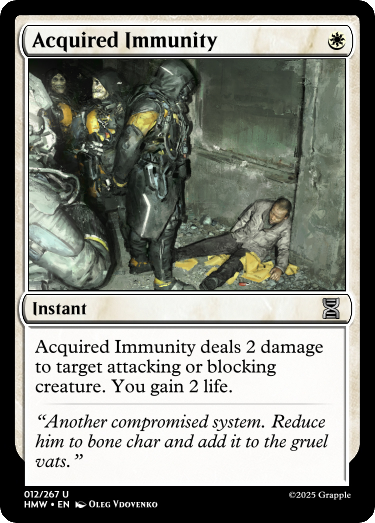 Acquired Immunity
Instant
Acquired Immunity deals 2 damage
to target attacking or blocking
creature. You gain 2 life.
“Another compromised system. Reduce
him to bone char and add it to the gruel
vats.”
012/267 U
HMW • EN Oleg Vdovenko
©2025 Grapple